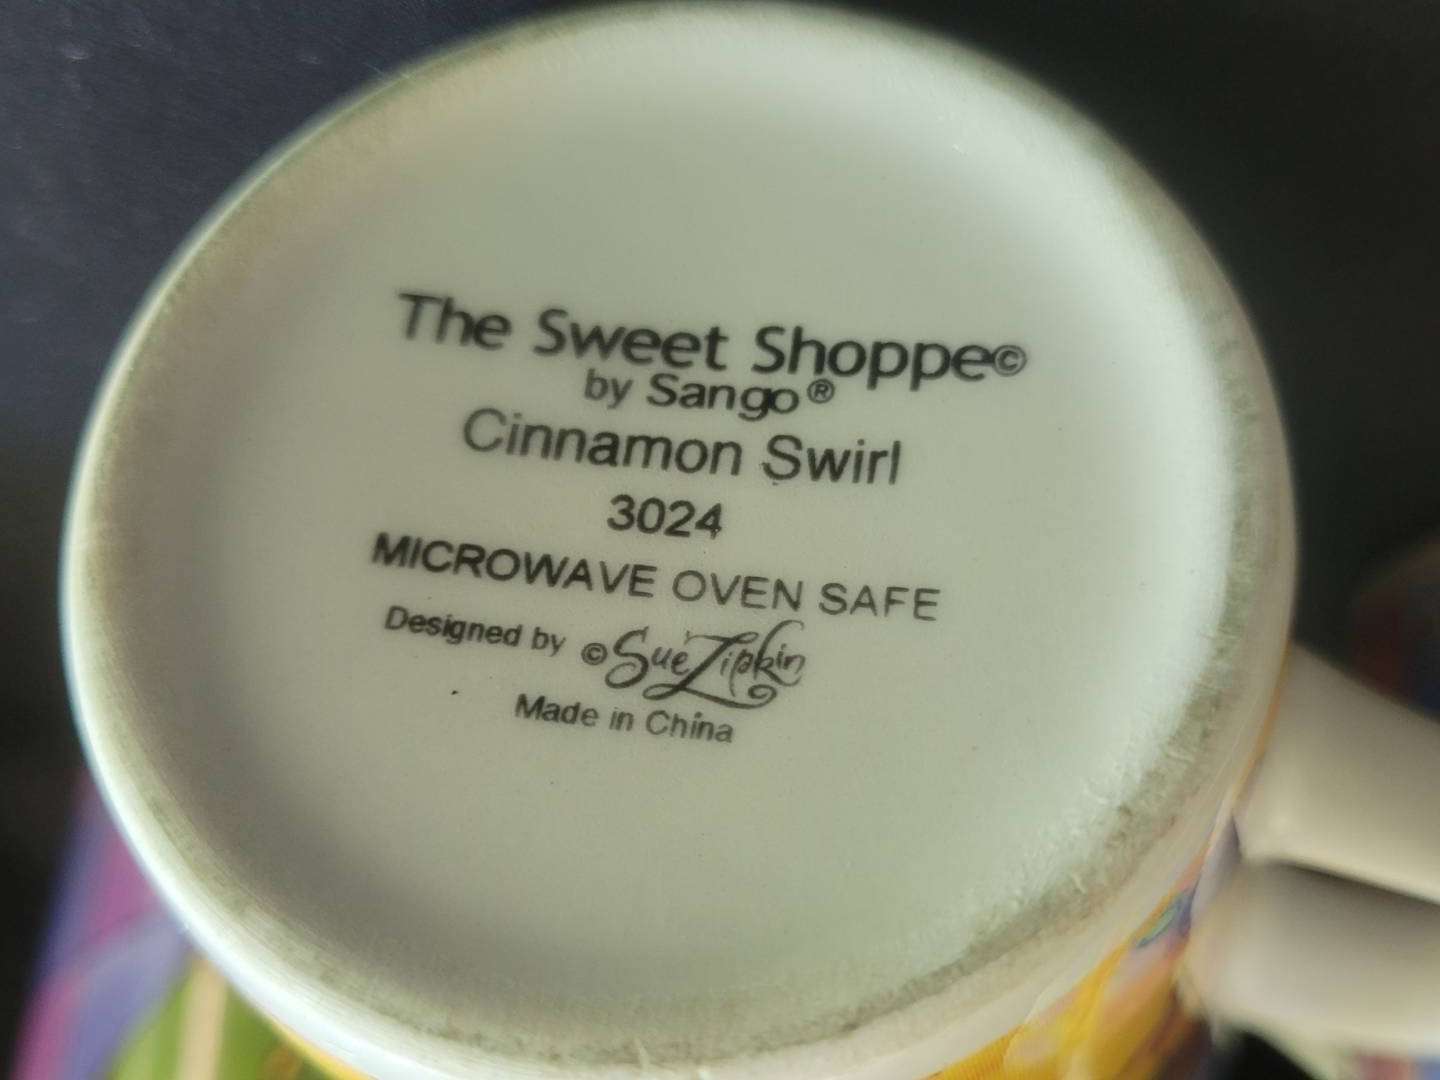 The Sweet Shoppe©
by Sango®
Cinnamon Swirl
3024
MICROWAVE OVEN SAFE
Designed by © Sue Zipkin
Made in China